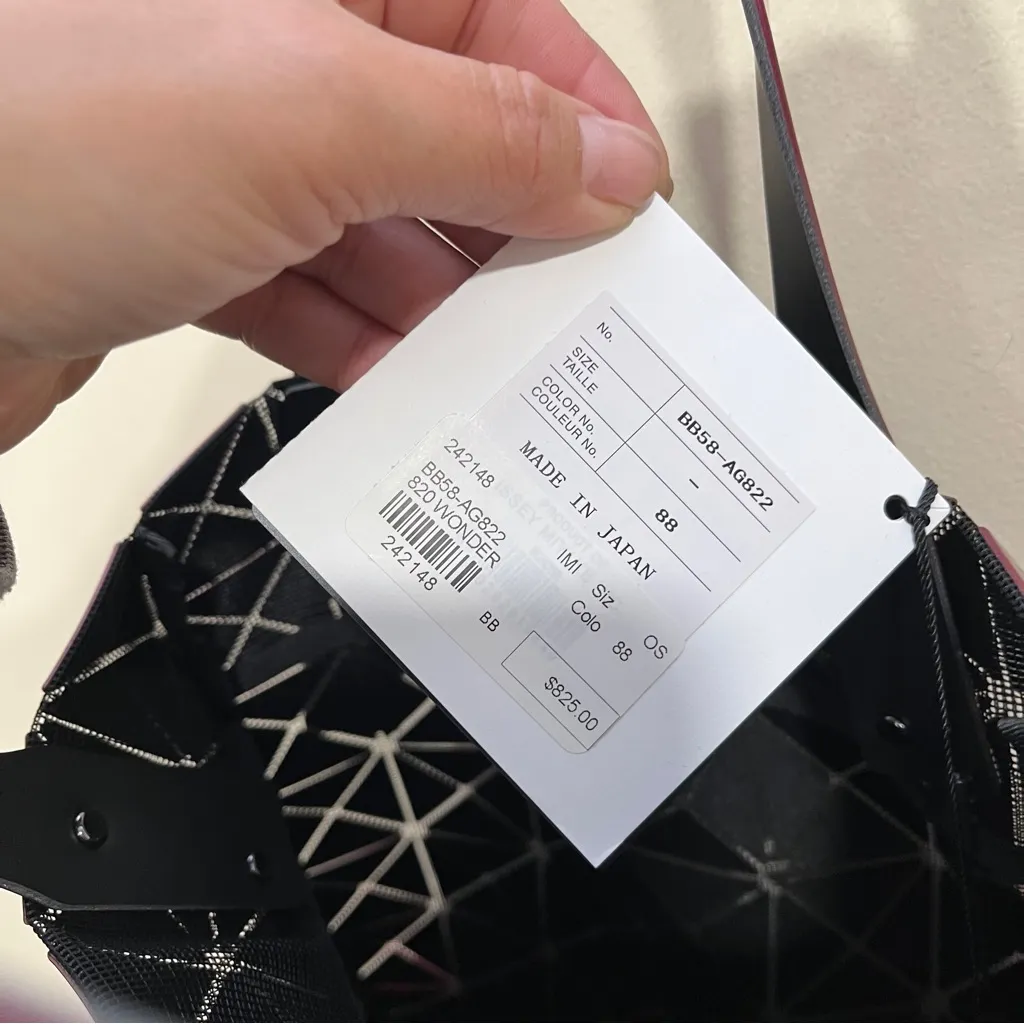 No. BB58-AG822
SIZE
TAILLE -
COLOR No.
COULEUR No. 88
MADE IN JAPAN
242148
BB58-AG822 IMI
820 WONDER Siz OS
Colo 88
242148
BB
$825.00